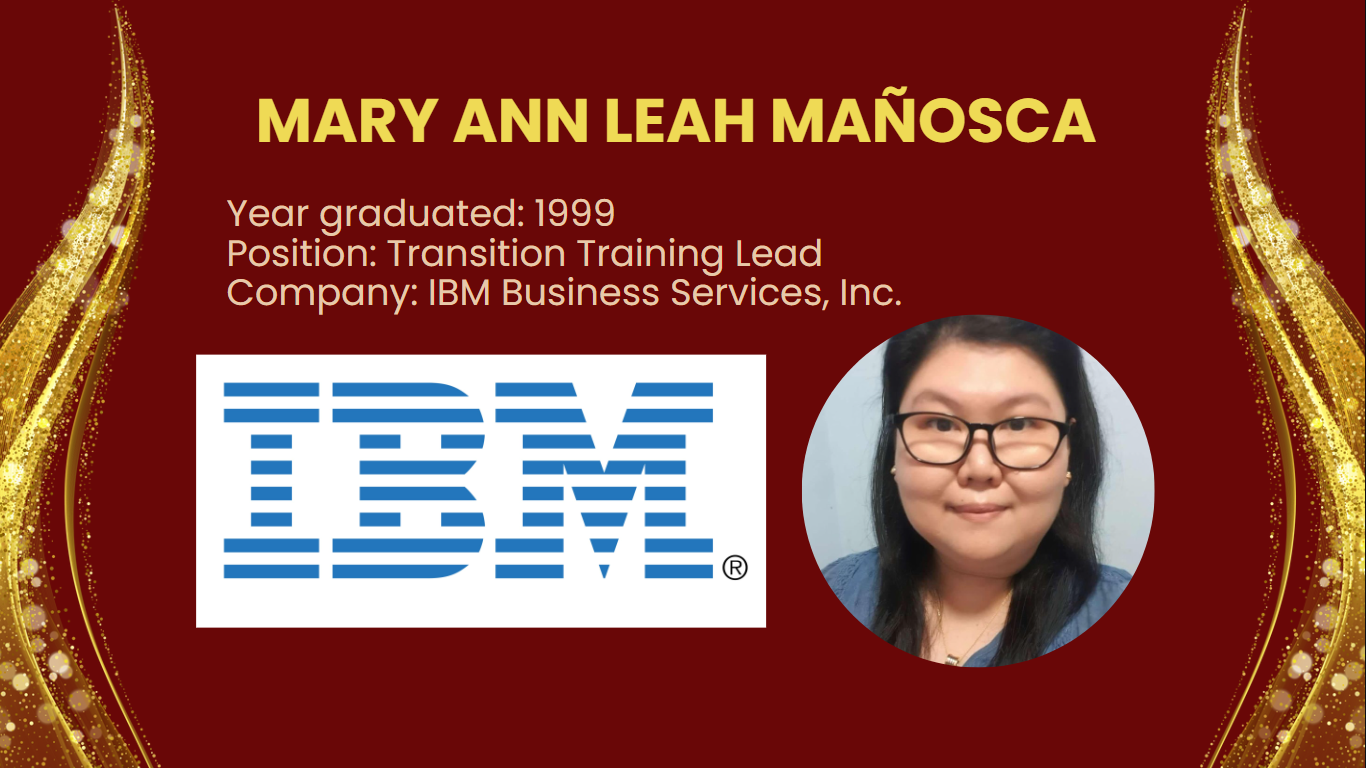 MARY ANN LEAH MAÑOSCA
Year graduated: 1999
Position: Transition Training Lead
Company: IBM Business Services, Inc.
IBM®